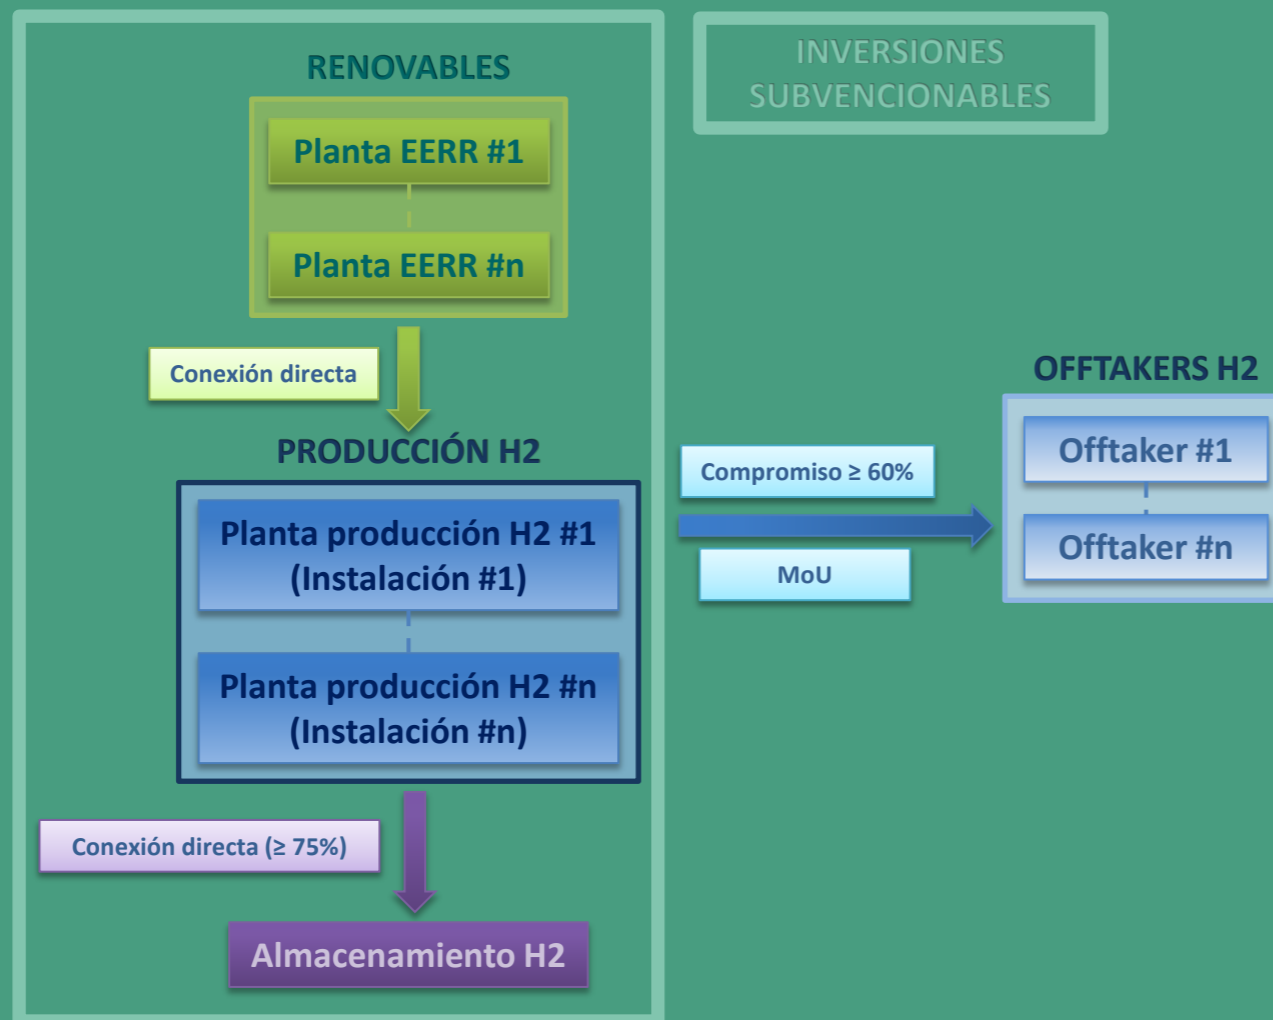 RENOVABLES
Planta EERR #1
Planta EERR #n
Conexión directa
PRODUCCIÓN H2
Planta producción H2 #1
(Instalación #1)
Planta producción H2 #n
(Instalación #n)
Conexión directa (≥ 75%)
Almacenamiento H2
INVERSIONES
SUBVENCIONABLES
Compromiso ≥ 60%
MoU
OFFTAKERS H2
Offtaker #1
Offtaker #n